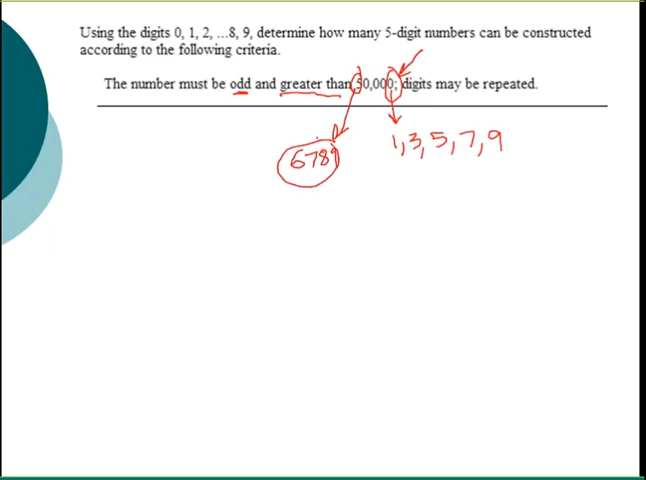 Using the digits 0, 1, 2, ...8, 9, determine how many 5-digit numbers can be constructed
according to the following criteria.
The number must be odd and greater than 50,000; digits may be repeated.
1, 3, 5, 7, 9
6789